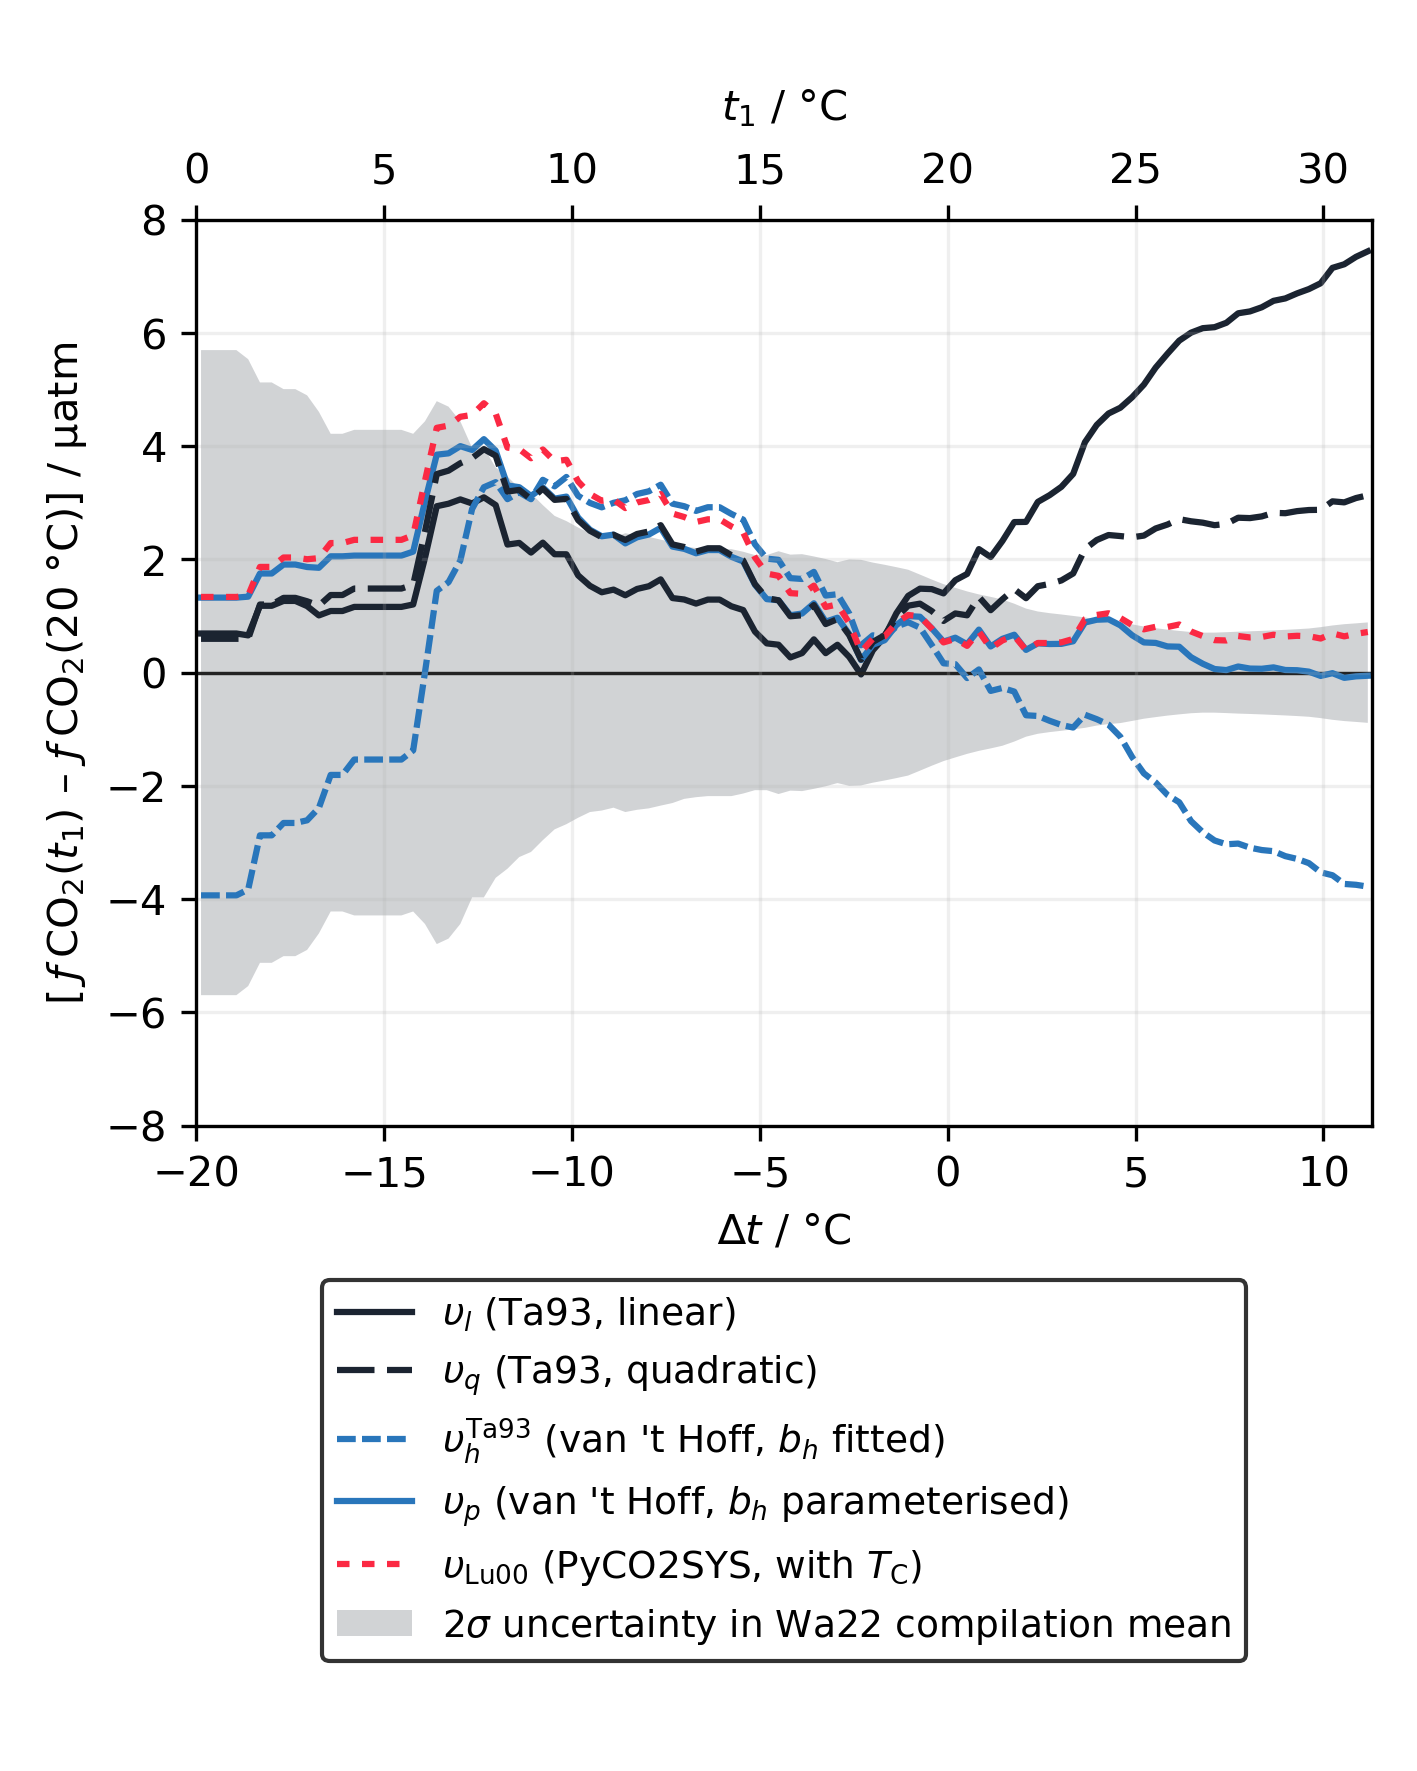 t₁ / °C
0 5 10 15 20 25 30
8
6
4
2
0
−2
−4
−6
−8
[ƒCO₂(t₁) – ƒCO₂(20 °C)] / μatm
−20 −15 −10 −5 0 5 10
Δt / °C
υₗ (Ta93, linear)
υ_q (Ta93, quadratic)
υ_h^Ta93 (van 't Hoff, b_h fitted)
υₚ (van 't Hoff, b_h parameterised)
υ_Lu00 (PyCO2SYS, with T_C)
2σ uncertainty in Wa22 compilation mean